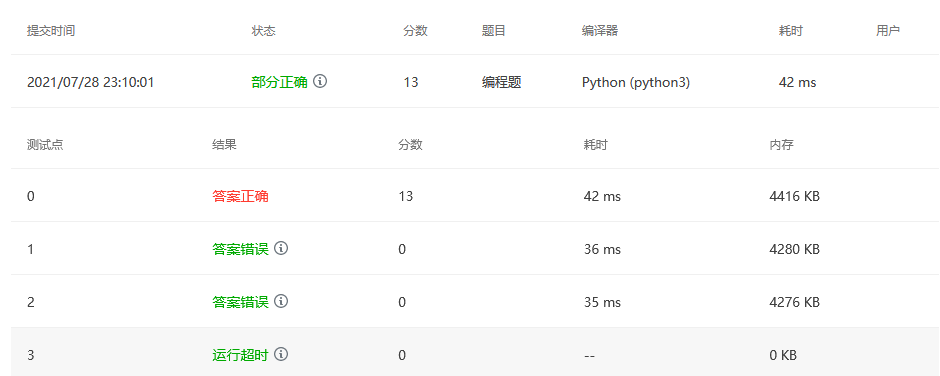 提交时间 状态 分数 题目 编译器 耗时 用户
2021/07/28 23:10:01 部分正确 13 编程题 Python (python3) 42 ms
测试点 结果 分数 耗时 内存
0 答案正确 13 42 ms 4416 KB
1 答案错误 0 36 ms 4280 KB
2 答案错误 0 35 ms 4276 KB
3 运行超时 0 -- 0 KB